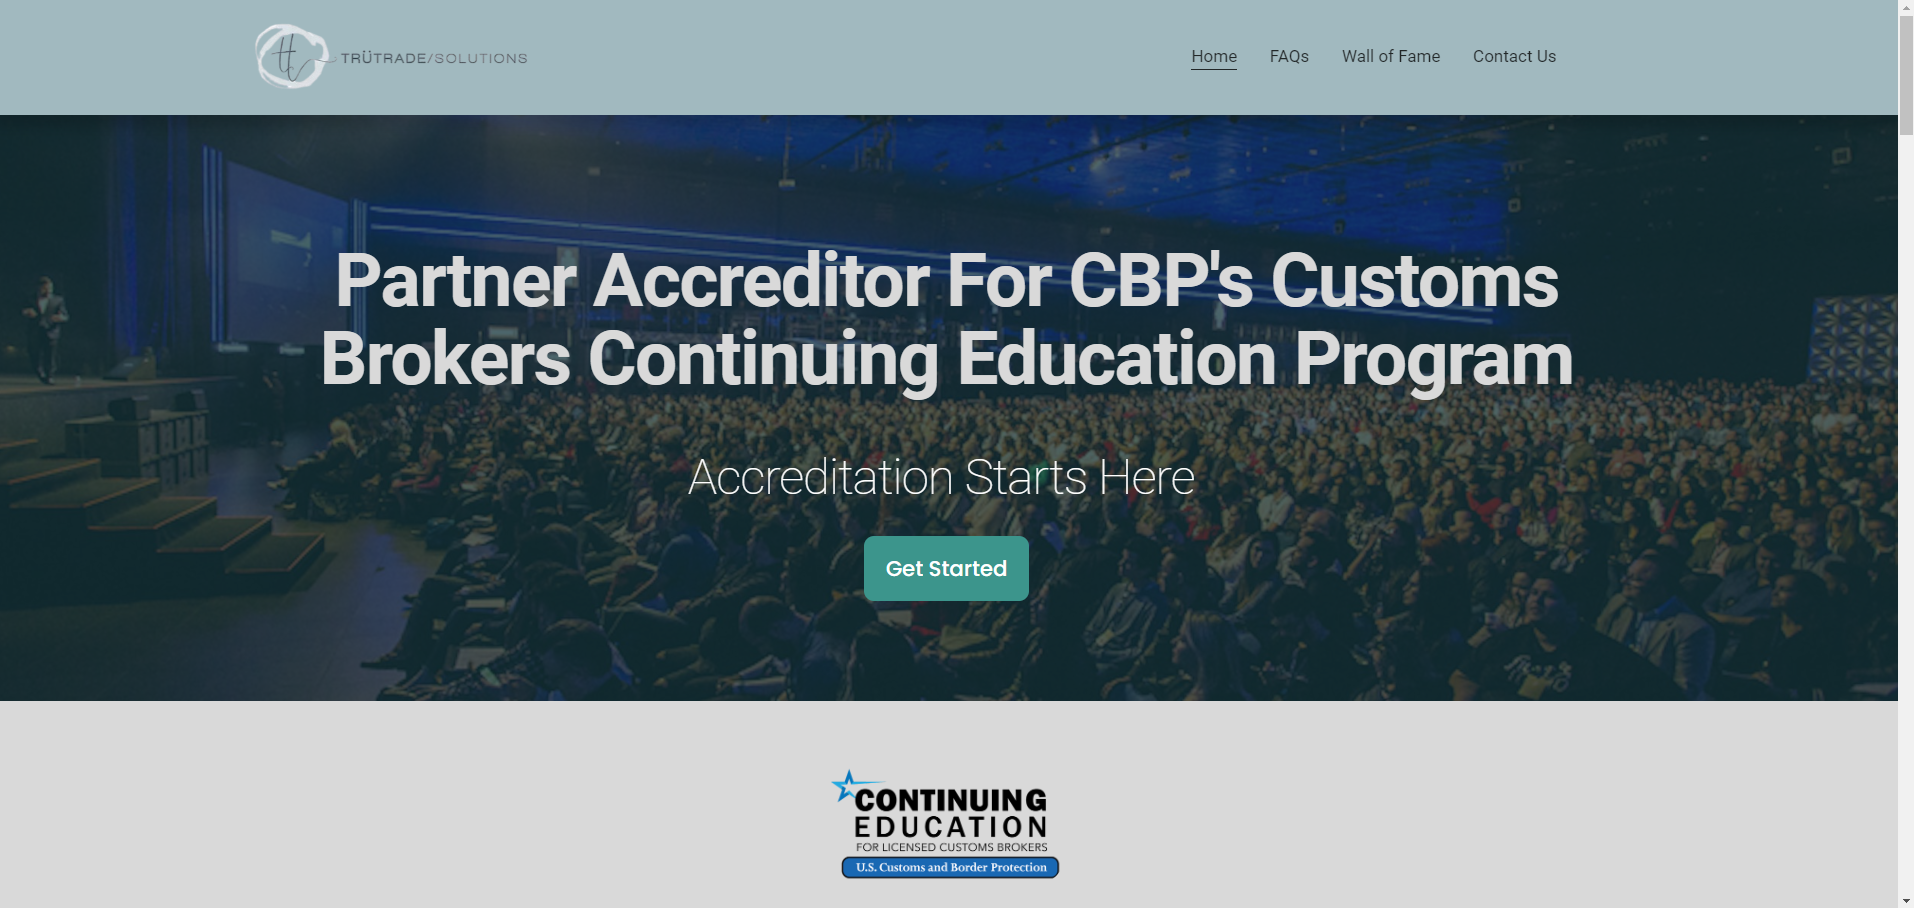 TRÜTRADE/SOLUTIONS
Home FAQs Wall of Fame Contact Us
Partner Accreditor For CBP's Customs
Brokers Continuing Education Program
Accreditation Starts Here
Get Started
CONTINUING
EDUCATION
FOR LICENSED CUSTOMS BROKERS
U.S. Customs and Border Protection